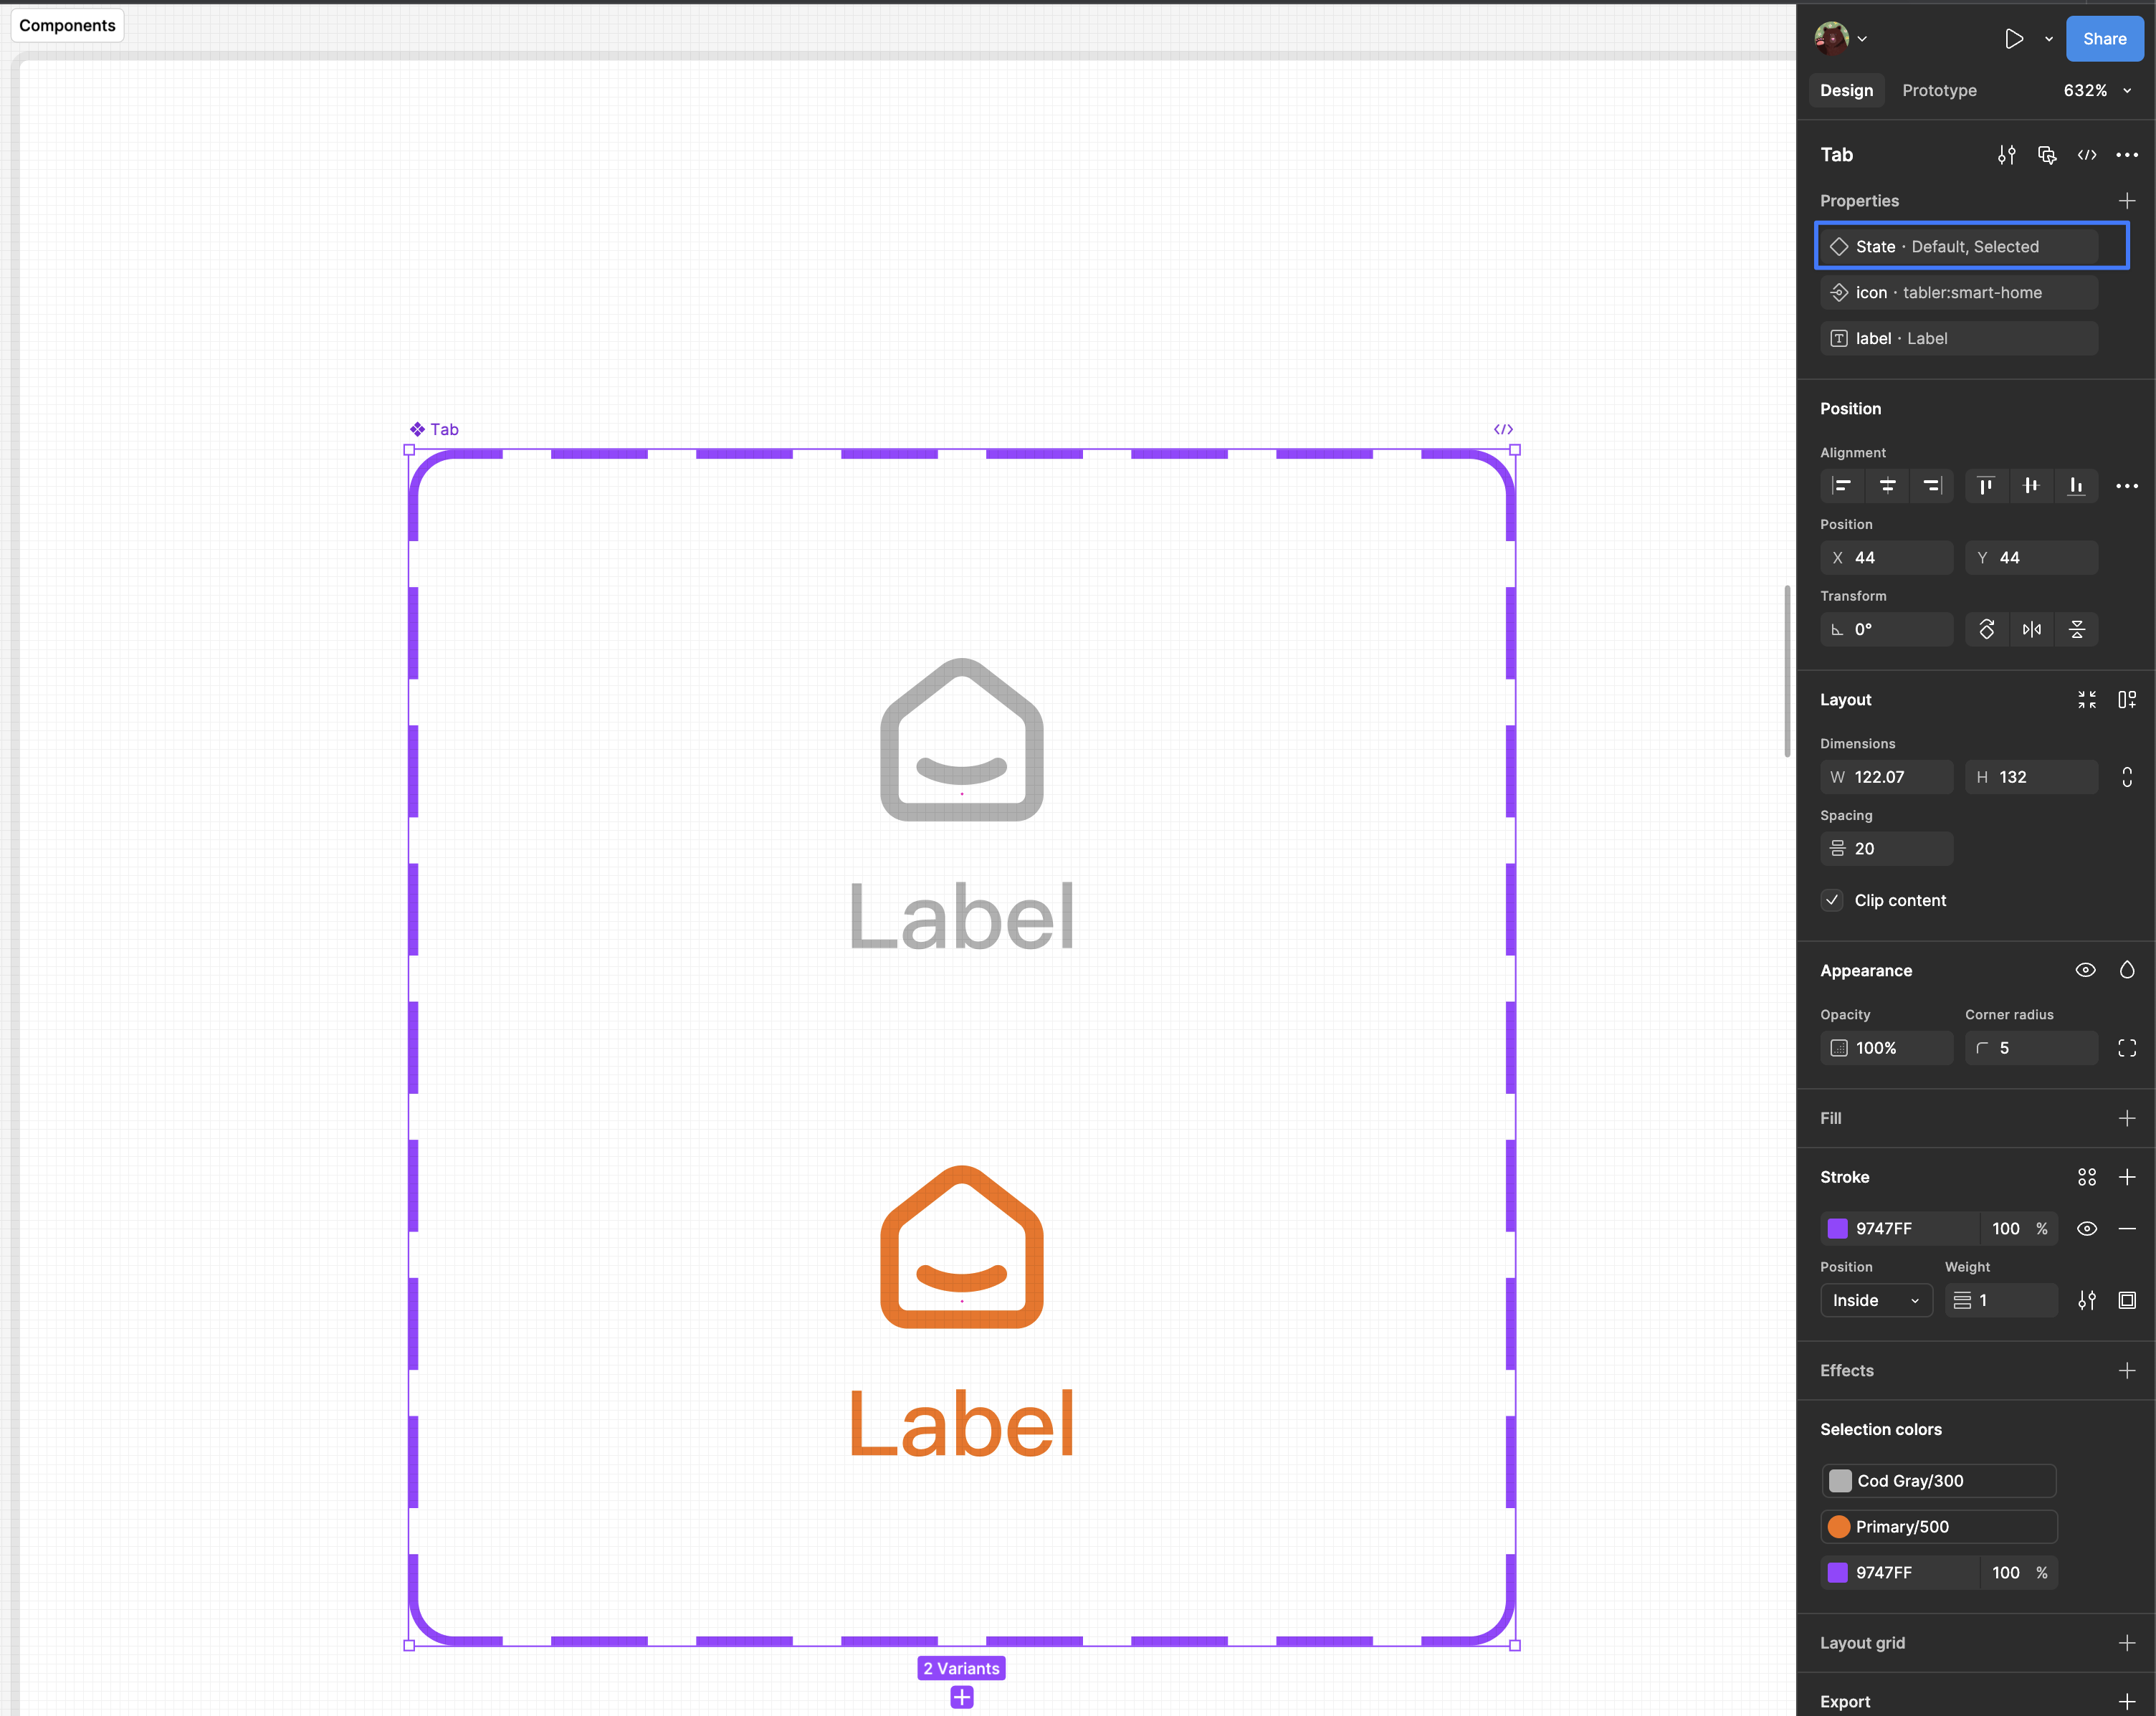 Components
Tab
</>
Label
Label
2 Variants
Share
Design Prototype 632%
Tab
Properties
State · Default, Selected
icon · tabler:smart-home
label · Label
Position
Alignment
Position
X 44 Y 44
Transform
0°
Layout
Dimensions
W 122.07 H 132
Spacing
20
Clip content
Appearance
Opacity Corner radius
100% 5
Fill
Stroke
9747FF 100 %
Position Weight
Inside 1
Effects
Selection colors
Cod Gray/300
Primary/500
9747FF 100 %
Layout grid
Export